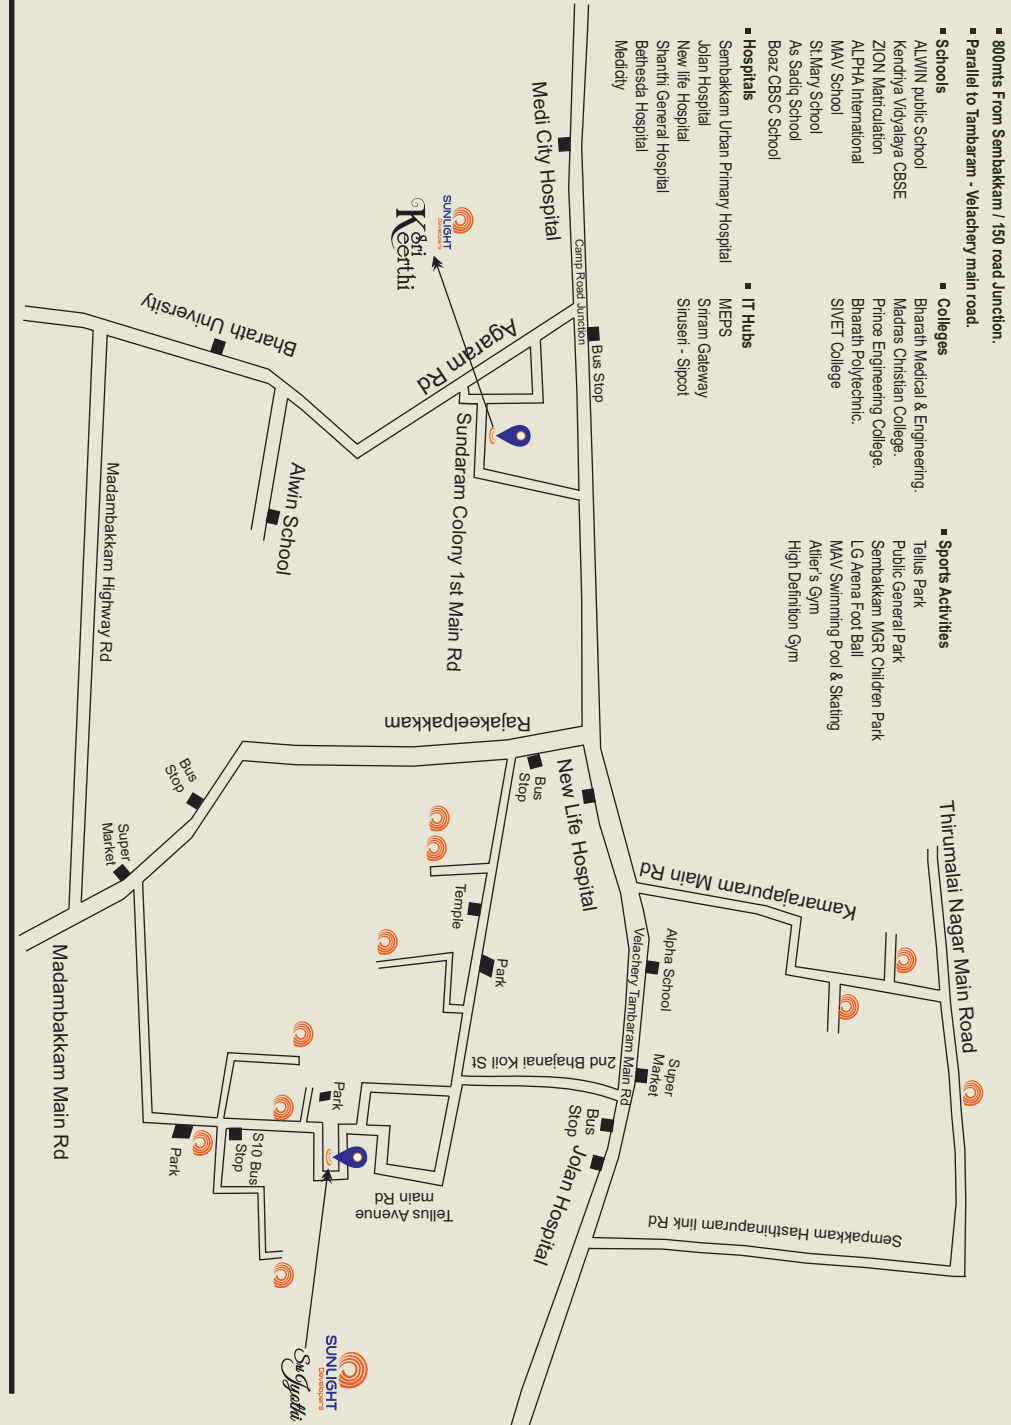 ▪ 800mts From Sembakkam / 150 road Junction.
▪ Parallel to Tambaram - Velachery main road.
▪ Schools
ALWIN public School
Kendriya Vidyalaya CBSE
ZION Matriculation
ALPHA International
MAV School
St.Mary School
As Sadiq School
Boaz CBSC School
▪ Colleges
Bharath Medical & Engineering.
Madras Christian College.
Prince Engineering College.
Bharath Polytechnic.
SIVET College
▪ Sports Activities
Tellus Park
Public General Park
Sembakkam MGR Children Park
LG Arena Foot Ball
MAV Swimming Pool & Skating
Atlier's Gym
High Definition Gym
▪ Hospitals
Sembakkam Urban Primary Hospital
Jolan Hospital
New life Hospital
Shanthi General Hospital
Bethesda Hospital
Medicity
▪ IT Hubs
MEPS
Sriram Gateway
Siruseri - Sipcot
Thirumalai Nagar Main Road
Kamarajapuram Main Rd
Sempakkam Hasthinapuram link Rd
Alpha School
Super
Market
Velachery Tambaram Main Rd
Bus Stop
Camp Road Junction
Medi City Hospital
New Life Hospital
Bus
Stop
Jolan Hospital
Bus
Stop
2nd Bhajanai Koil St
Rajakeelpakkam
Agaram Rd
Sundaram Colony 1st Main Rd
SUNLIGHT
Developers
Sri
Keerthi
Temple
Park
Park
Tellus Avenue
main Rd
S10 Bus
Stop
Park
SUNLIGHT
Developers
Sri Jyothi
Alwin School
Bharath University
Bus
Stop
Super
Market
Madambakkam Highway Rd
Madambakkam Main Rd